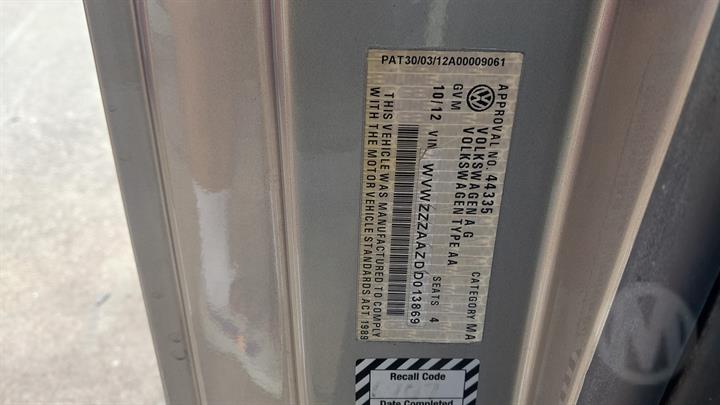 PAT30/03/12A00009061
APPROVAL NO. 44335 CATEGORY MA
VOLKSWAGEN AG
VOLKSWAGEN TYPE AA
GVM SEATS 4
10/12 VIN WVWZZZAAZDD013869
THIS VEHICLE WAS MANUFACTURED TO COMPLY
WITH THE MOTOR VEHICLE STANDARDS ACT 1989
Recall Code
Date Completed